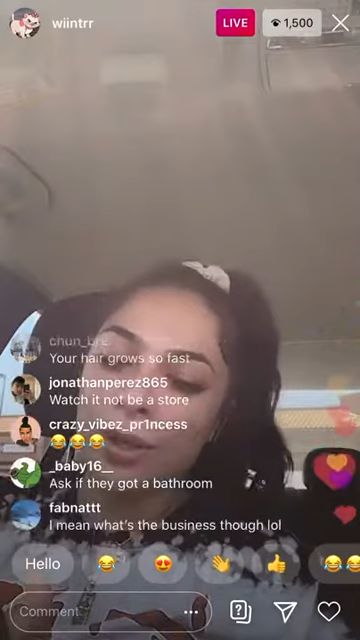 wiintrr
LIVE
1,500
chun_br2
Your hair grows so fast
jonathanperez865
Watch it not be a store
crazy_vibez_pr1ncess
😂😂😂
_baby16__
Ask if they got a bathroom
fabnattt
I mean what's the business though lol
Hello
Comment